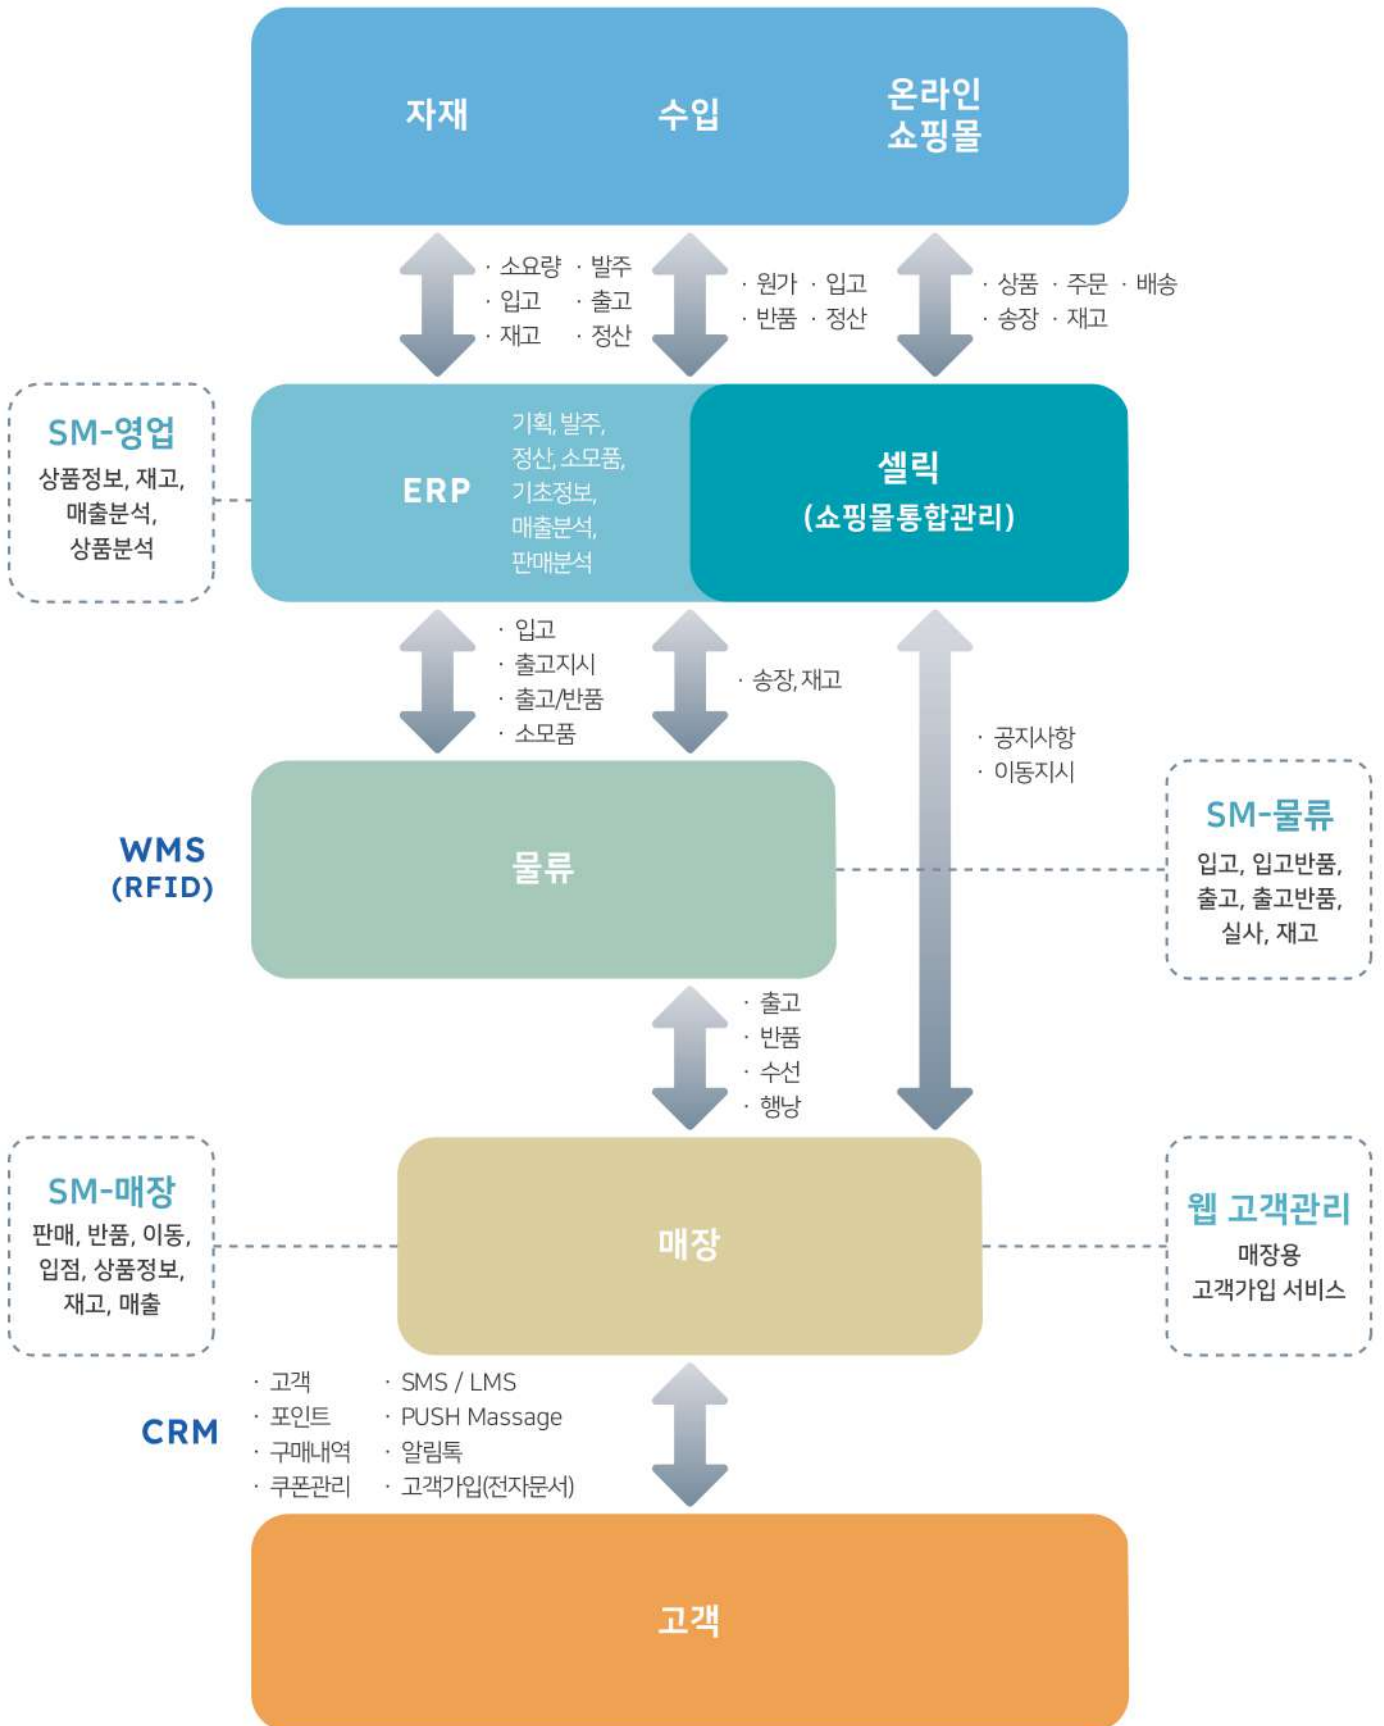 자재
수입
온라인
쇼핑몰
· 소요량 · 발주
· 입고 · 출고
· 재고 · 정산
· 원가 · 입고
· 반품 · 정산
· 상품 · 주문 · 배송
· 송장 · 재고
SM-영업
상품정보, 재고,
매출분석,
상품분석
ERP
기획, 발주,
정산, 소모품,
기초정보,
매출분석,
판매분석
셀릭
(쇼핑몰통합관리)
· 입고
· 출고지시
· 출고/반품
· 소모품
· 송장, 재고
· 공지사항
· 이동지시
WMS
(RFID)
물류
SM-물류
입고, 입고반품,
출고, 출고반품,
실사, 재고
· 출고
· 반품
· 수선
· 행낭
SM-매장
판매, 반품, 이동,
입점, 상품정보,
재고, 매출
매장
웹 고객관리
매장용
고객가입 서비스
CRM
· 고객 · SMS / LMS
· 포인트 · PUSH Massage
· 구매내역 · 알림톡
· 쿠폰관리 · 고객가입(전자문서)
고객